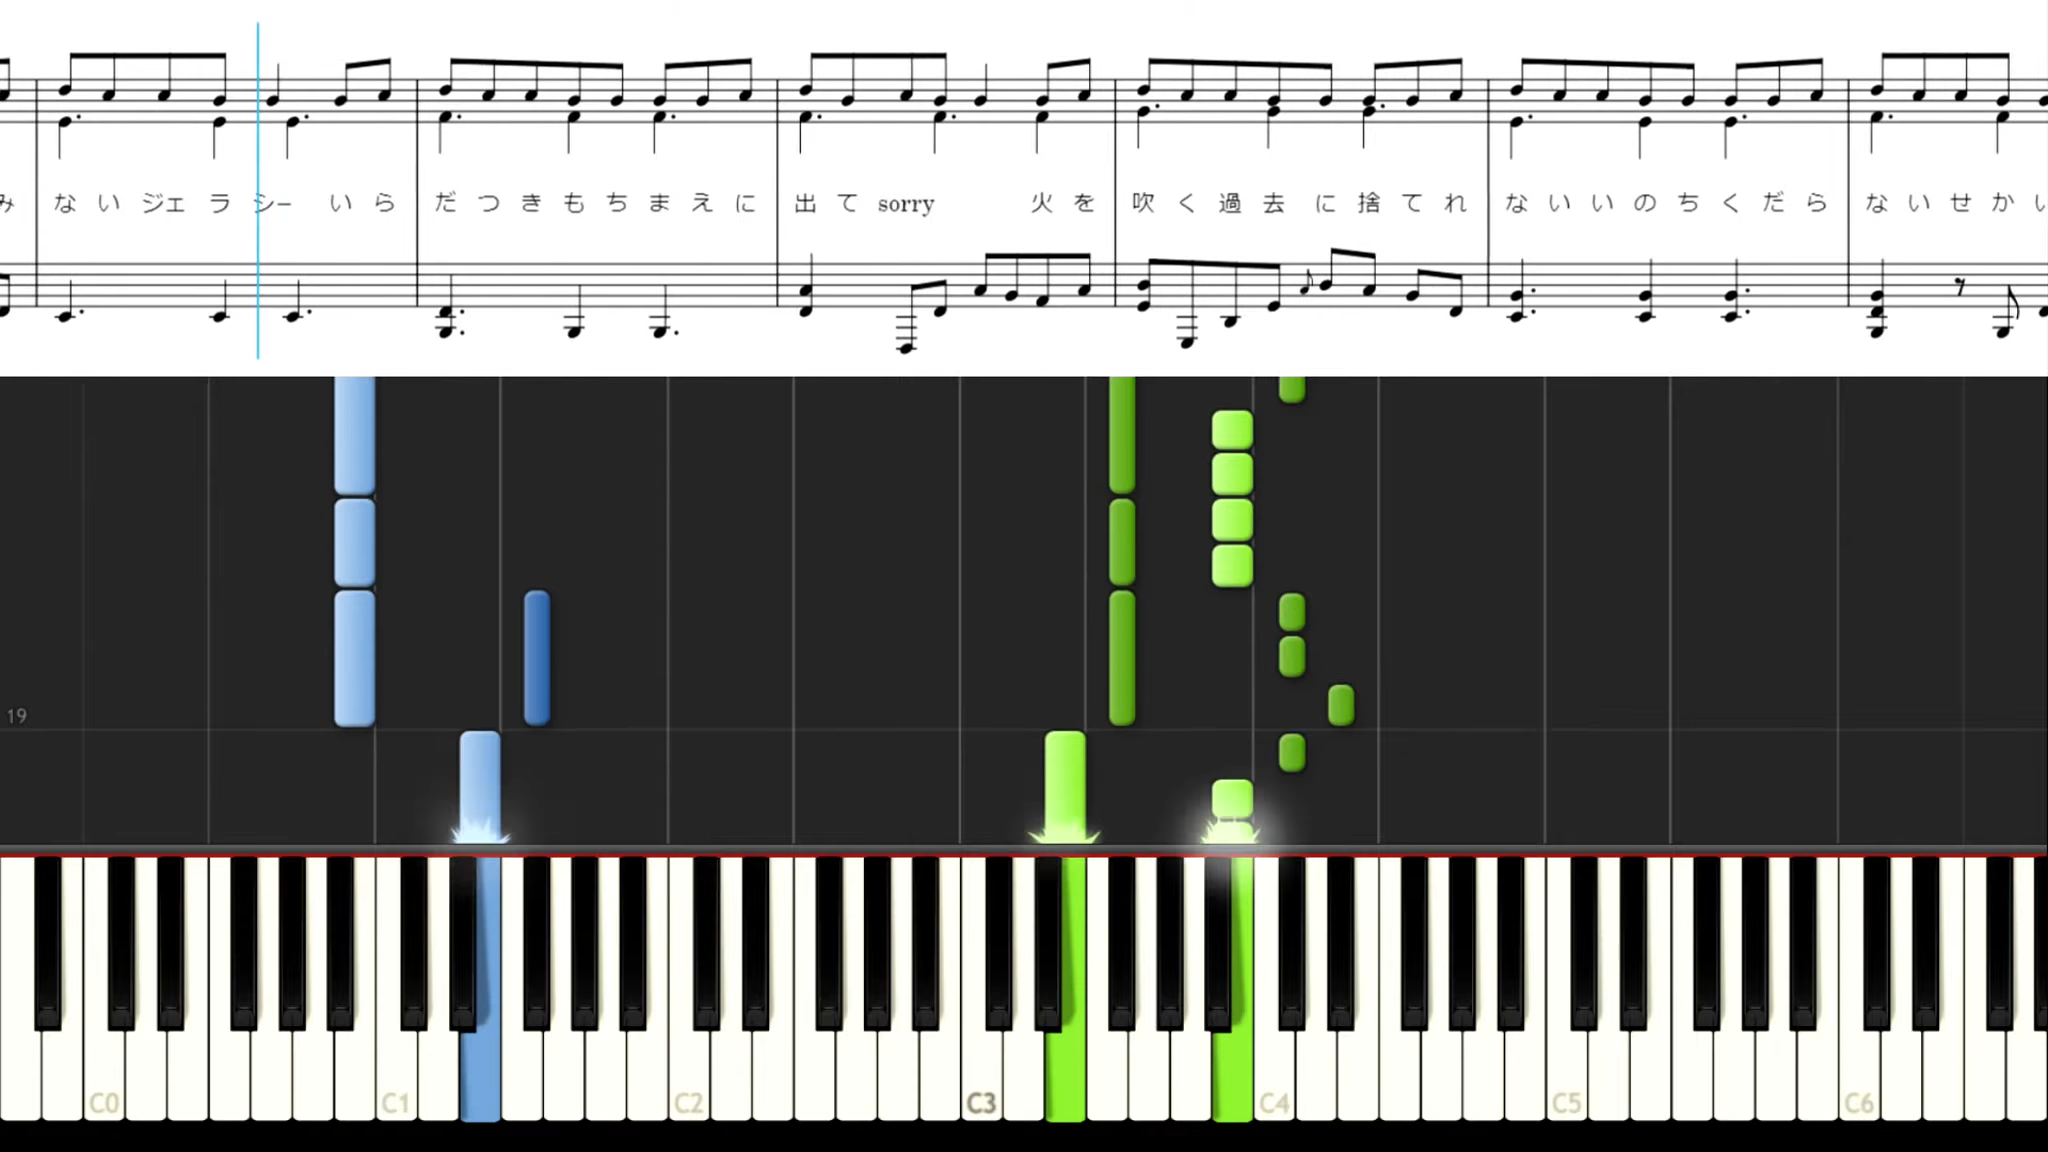 み ない ジェ ラ シー いら だつきもちまえに 出て sorry 火を 吹く過去に捨てれ ないいのちくだら ないせかい
19
C0 C1 C2 C3 C4 C5 C6